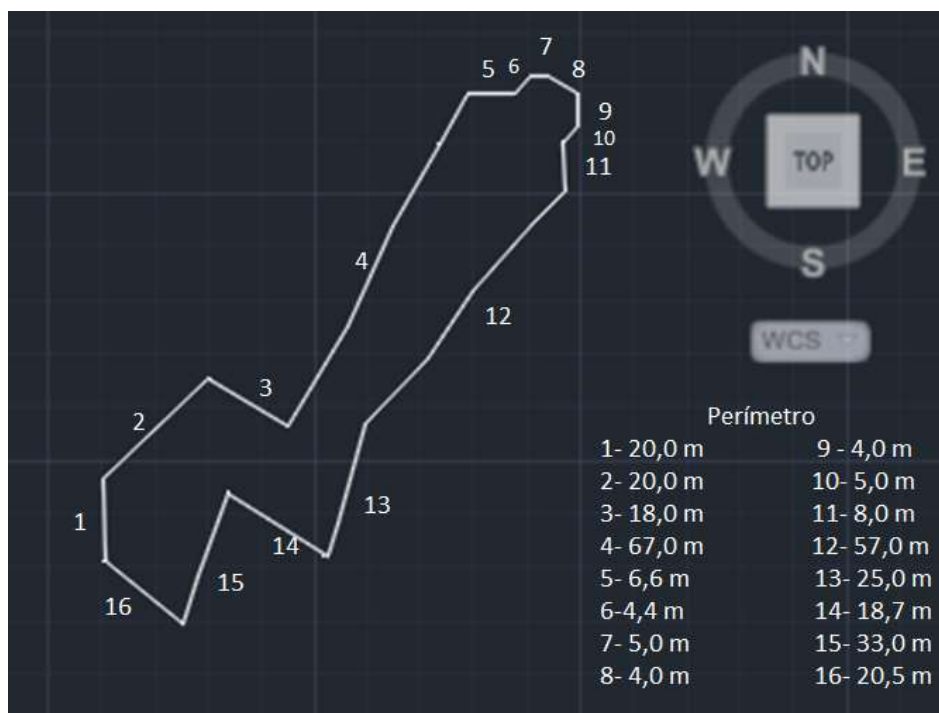 7
5 6 8
9
10
11
4
12
3
2
13
1
14
15
16
N
W TOP E
S
WCS
Perímetro
1- 20,0 m
2- 20,0 m
3- 18,0 m
4- 67,0 m
5- 6,6 m
6-4,4 m
7- 5,0 m
8- 4,0 m
9 - 4,0 m
10- 5,0 m
11- 8,0 m
12- 57,0 m
13- 25,0 m
14- 18,7 m
15- 33,0 m
16- 20,5 m